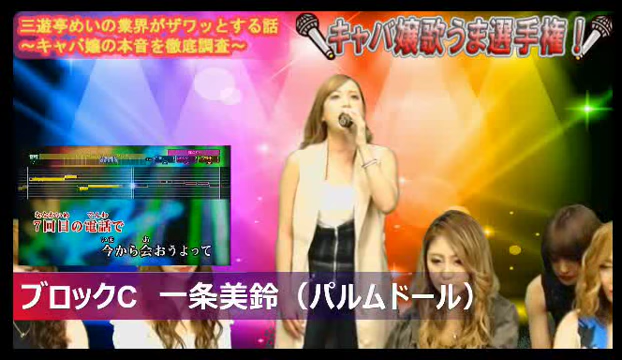 三遊亭めいの業界がザワッとする話
～キャバ嬢の本音を徹底調査～
キャバ嬢歌うま選手権！
7回目の電話で
今から会おうよって
ブロックC 一条美鈴（パルムドール）